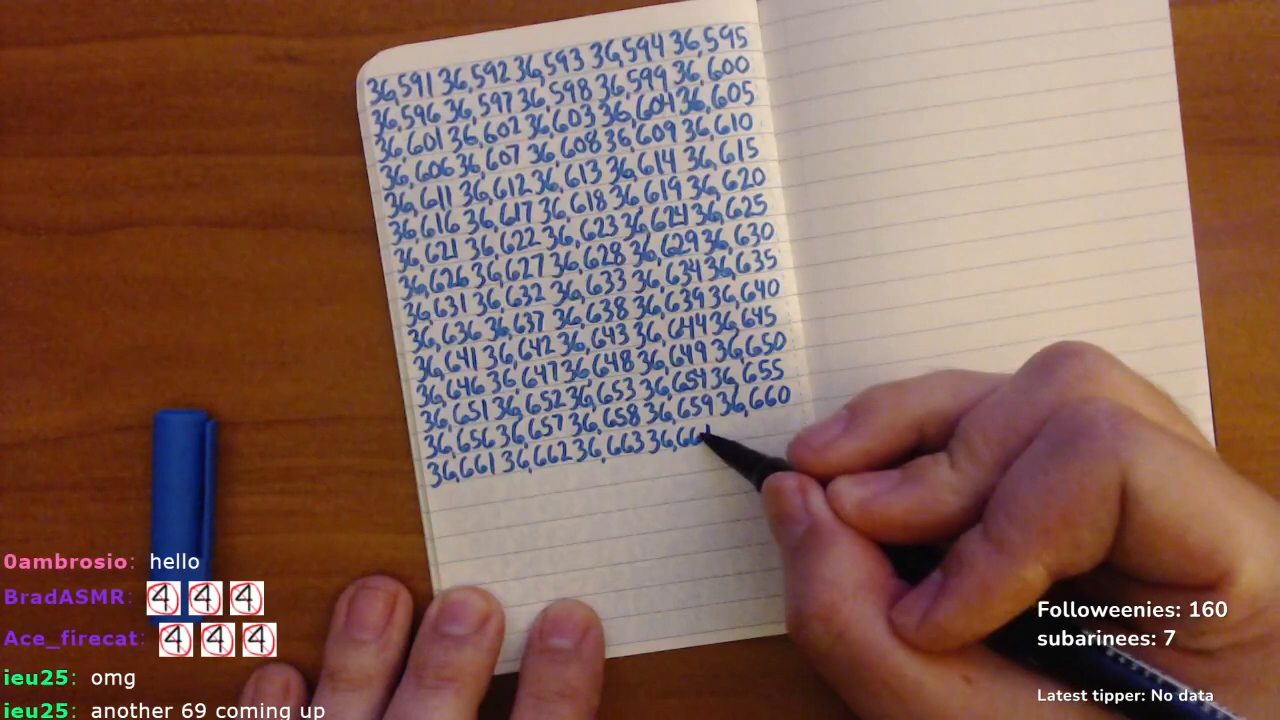 36,591 36,592 36,593 36,594 36,595
36,596 36,597 36,598 36,599 36,600
36,601 36,602 36,603 36,604 36,605
36,606 36,607 36,608 36,609 36,610
36,611 36,612 36,613 36,614 36,615
36,616 36,617 36,618 36,619 36,620
36,621 36,622 36,623 36,624 36,625
36,626 36,627 36,628 36,629 36,630
36,631 36,632 36,633 36,634 36,635
36,636 36,637 36,638 36,639 36,640
36,641 36,642 36,643 36,644 36,645
36,646 36,647 36,648 36,649 36,650
36,651 36,652 36,653 36,654 36,655
36,656 36,657 36,658 36,659 36,660
36,661 36,662 36,663
0ambrosio: hello
BradASMR: 4 4 4
Ace_firecat: 4 4 4
ieu25: omg
ieu25: another 69 coming up
Followeenies: 160
subarinees: 7
Latest tipper: No data